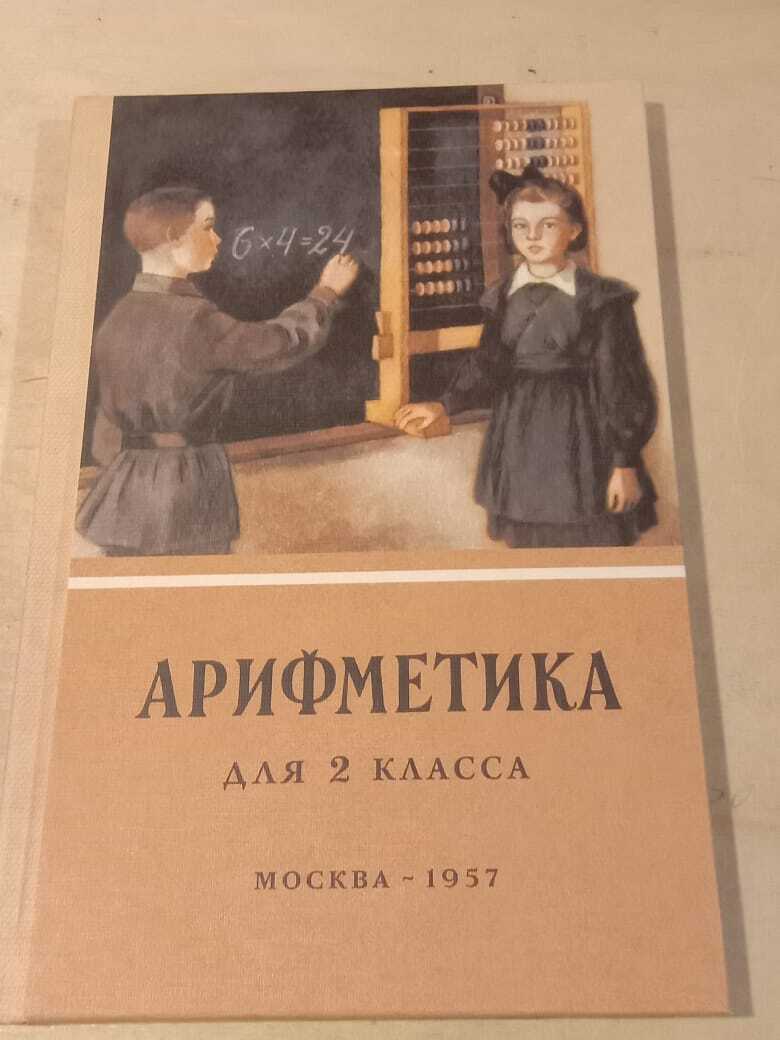 6×4=24
АРИФМЕТИКА
ДЛЯ 2 КЛАССА
МОСКВА ~ 1957